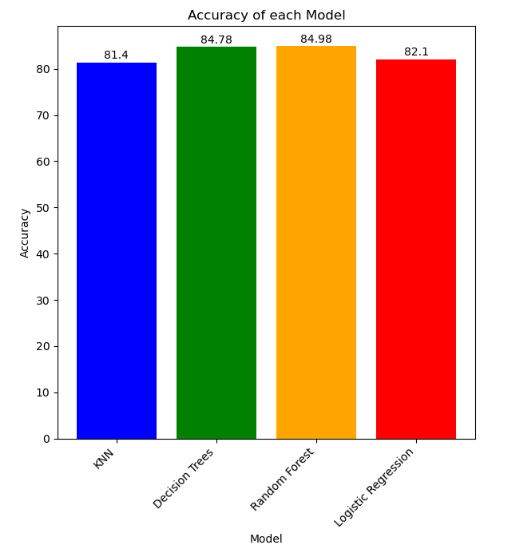 Accuracy of each Model
81.4
84.78
84.98
82.1
Accuracy
80
70
60
50
40
30
20
10
0
KNN
Decision Trees
Random Forest
Logistic Regression
Model